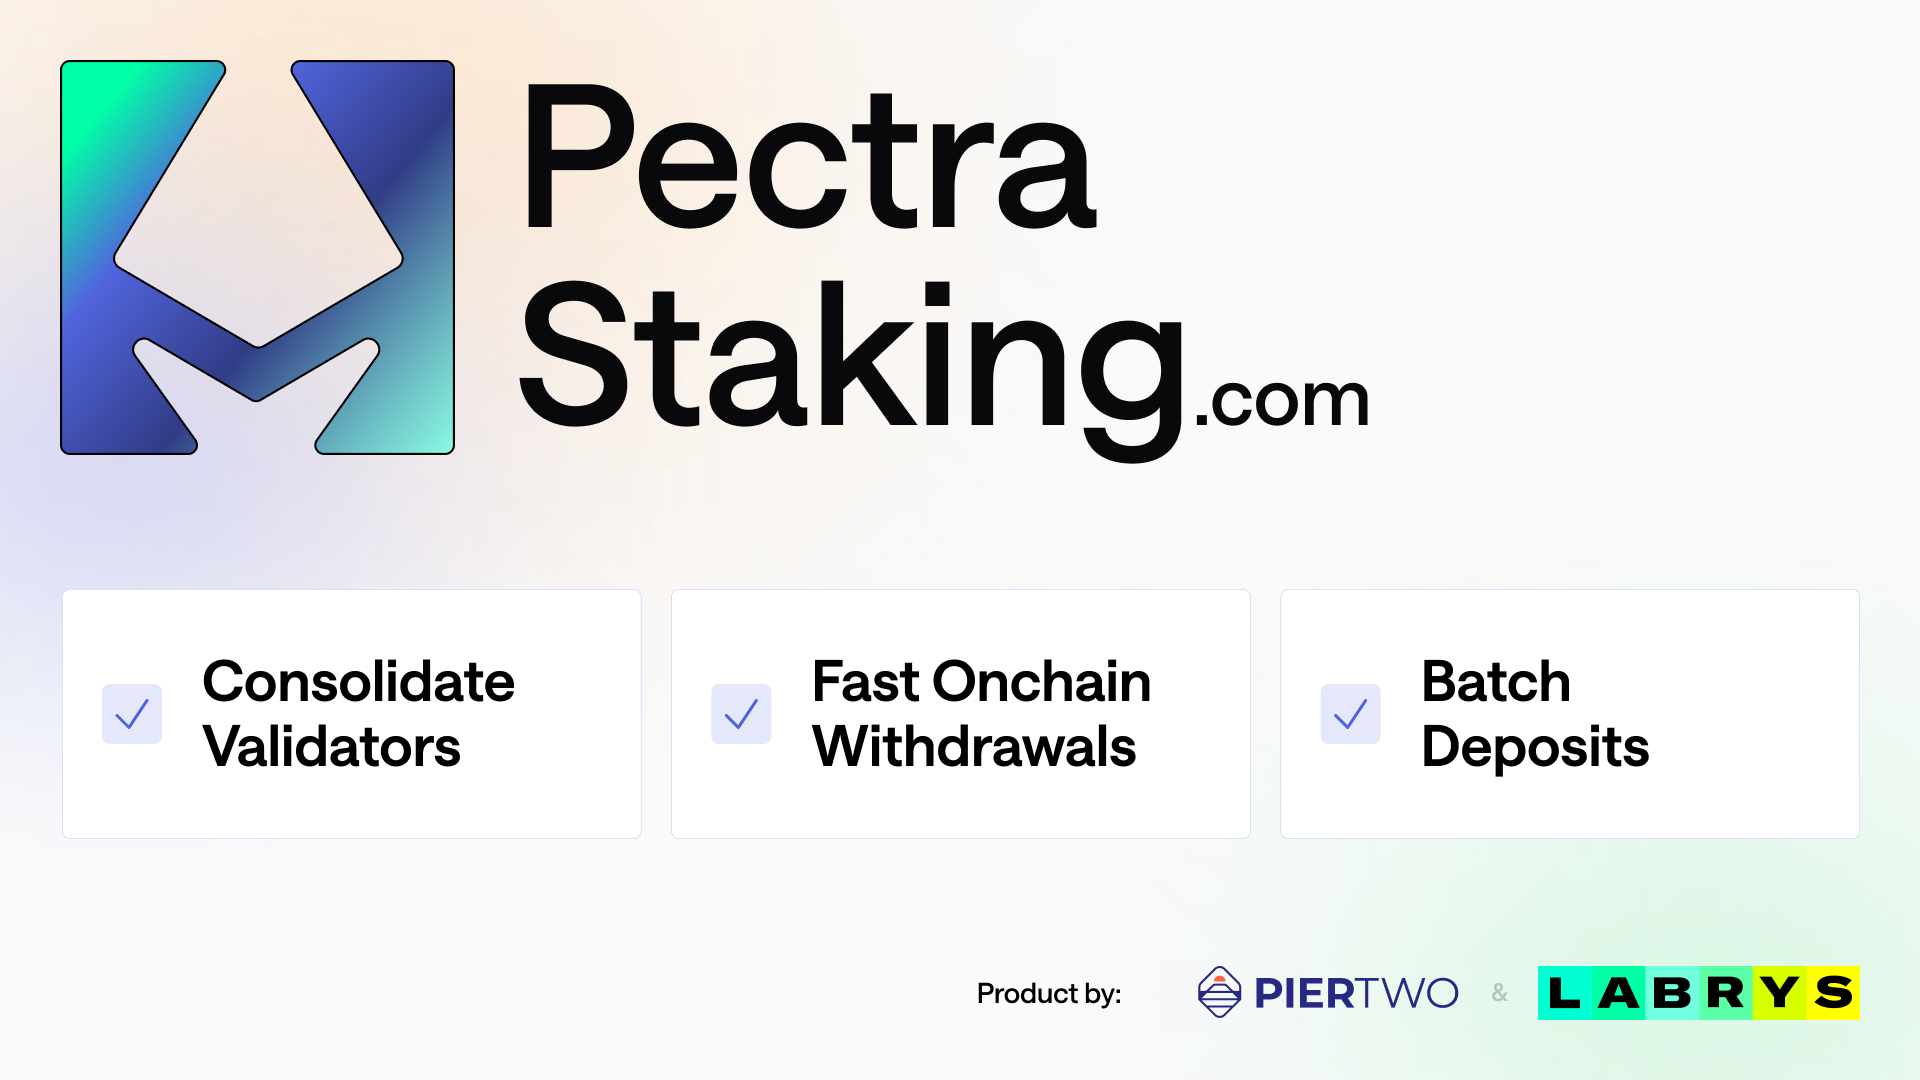 Pectra
Staking.com
Consolidate
Validators
Fast Onchain
Withdrawals
Batch
Deposits
Product by: PIERTWO & LABRYS